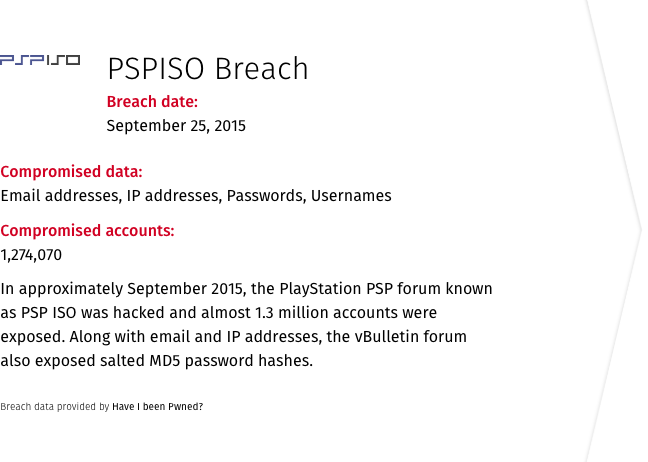 PSPISO
PSPISO Breach
Breach date:
September 25, 2015
Compromised data:
Email addresses, IP addresses, Passwords, Usernames
Compromised accounts:
1,274,070
In approximately September 2015, the PlayStation PSP forum known
as PSP ISO was hacked and almost 1.3 million accounts were
exposed. Along with email and IP addresses, the vBulletin forum
also exposed salted MD5 password hashes.
Breach data provided by Have I been Pwned?